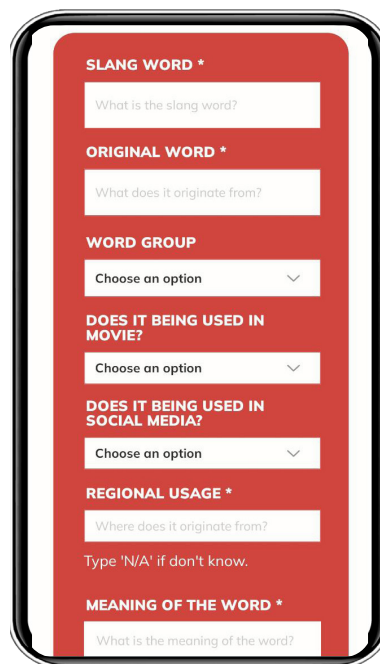 SLANG WORD *
What is the slang word?
ORIGINAL WORD *
What does it originate from?
WORD GROUP
Choose an option
DOES IT BEING USED IN
MOVIE?
Choose an option
DOES IT BEING USED IN
SOCIAL MEDIA?
Choose an option
REGIONAL USAGE *
Where does it originate from?
Type 'N/A' if don't know.
MEANING OF THE WORD *
What is the meaning of the word?